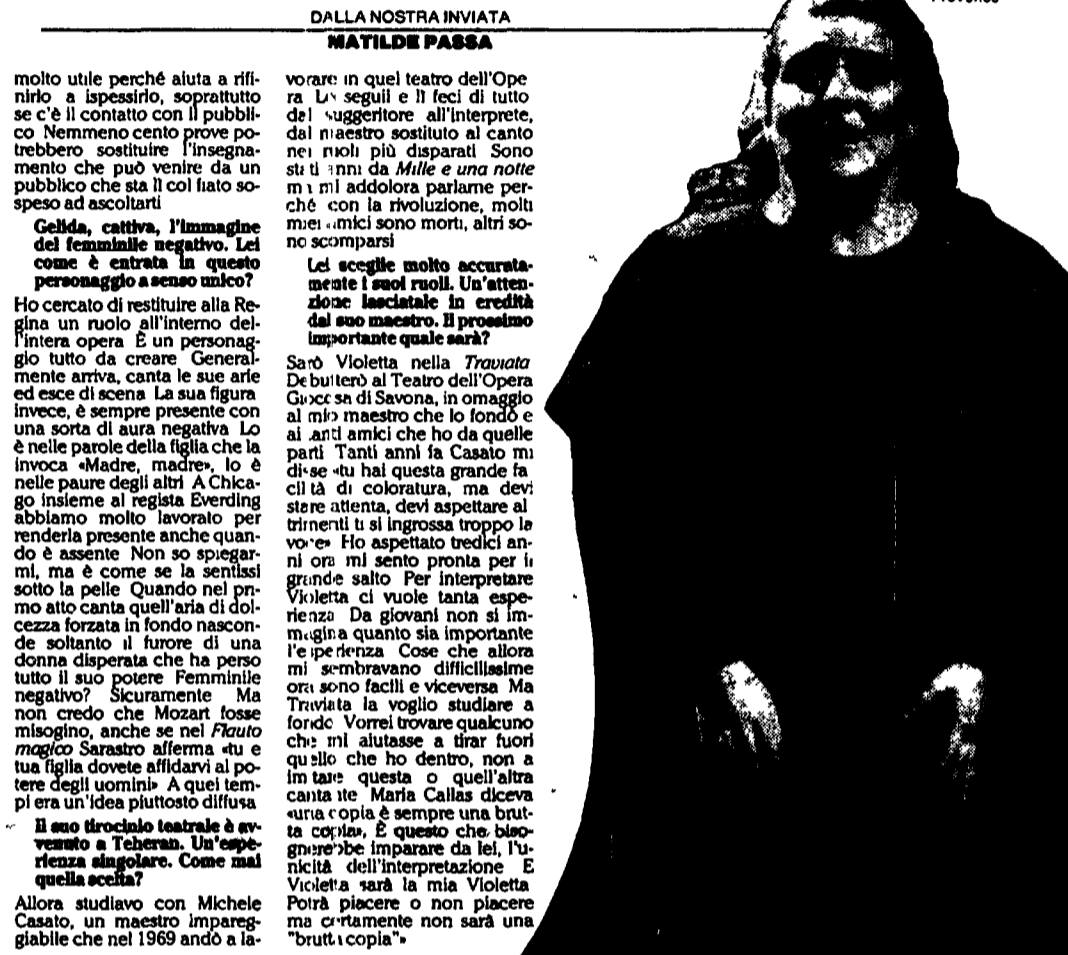 Provence
DALLA NOSTRA INVIATA
MATILDE PASSA
molto utile perché aiuta a rifi-
nirlo a ispessirlo, soprattutto
se c'è il contatto con il pubbli-
co Nemmeno cento prove po-
trebbero sostituire l'insegna-
mento che può venire da un
pubblico che sta lì col fiato so-
speso ad ascoltarti
Gelida, cattiva, l'immagine
del femminile negativo. Lei
come è entrata in questo
personaggio a senso unico?
Ho cercato di restituire alla Re-
gina un ruolo all'interno del-
l'intera opera È un personag-
gio tutto da creare General-
mente arriva, canta le sue arie
ed esce di scena La sua figura
invece, è sempre presente con
una sorta di aura negativa Lo
è nelle parole della figlia che la
invoca «Madre, madre», lo è
nelle paure degli altri A Chica-
go insieme al regista Everding
abbiamo molto lavorato per
renderla presente anche quan-
do è assente Non so spiegar-
mi, ma è come se la sentissi
sotto la pelle Quando nel pri-
mo atto canta quell'aria di dol-
cezza forzata in fondo nascon-
de soltanto il furore di una
donna disperata che ha perso
tutto il suo potere Femminile
negativo? Sicuramente Ma
non credo che Mozart fosse
misogino, anche se nel Flauto
magico Sarastro afferma «tu e
tua figlia dovete affidarvi al po-
tere degli uomini» A quei tem-
pi era un'idea piuttosto diffusa
Il suo tirocinio teatrale è av-
venuto a Teheran. Un'espe-
rienza singolare. Come mai
quella scelta?
Allora studiavo con Michele
Casato, un maestro impareg-
giabile che nel 1969 andò a la-
vorare in quel teatro dell'Ope
ra Lo seguii e lì feci di tutto
dal suggeritore all'interprete,
dal maestro sostituto al canto
nei ruoli più disparati Sono
stati anni da Mille e una notte
ma mi addolora parlarne per-
ché con la rivoluzione, molti
miei amici sono morti, altri so-
no scomparsi
Lei sceglie molto accurata-
mente i suoi ruoli. Un'atten-
zione lasciatale in eredità
dal suo maestro. Il prossimo
importante quale sarà?
Sarò Violetta nella Traviata
Debutterò al Teatro dell'Opera
Giocosa di Savona, in omaggio
al mio maestro che lo fondò e
ai tanti amici che ho da quelle
parti Tanti anni fa Casato mi
disse «tu hai questa grande fa
cilità di coloratura, ma devi
stare attenta, devi aspettare al
trimenti ti si ingrossa troppo la
voce» Ho aspettato tredici an-
ni ora mi sento pronta per il
grande salto Per interpretare
Violetta ci vuole tanta espe-
rienza Da giovani non si im-
magina quanto sia importante
l'esperienza Cose che allora
mi sembravano difficilissime
ora sono facili e viceversa Ma
Traviata la voglio studiare a
fondo Vorrei trovare qualcuno
che mi aiutasse a tirar fuori
quello che ho dentro, non a
imitare questa o quell'altra
cantante Maria Callas diceva
«una copia è sempre una brut-
ta copia», È questo che biso-
gnerebbe imparare da lei, l'u-
nicità dell'interpretazione E
Violetta sarà la mia Violetta
Potrà piacere o non piacere
ma certamente non sarà una
"brutta copia"»